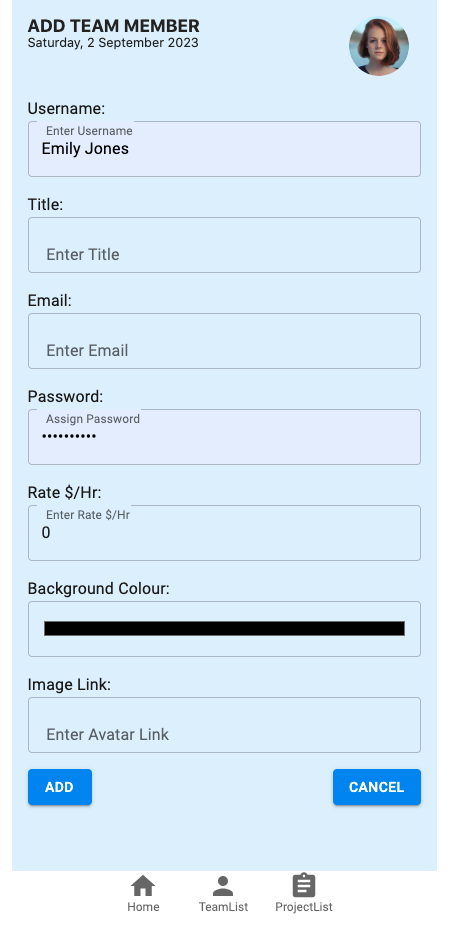 ADD TEAM MEMBER
Saturday, 2 September 2023
Username:
Enter Username
Emily Jones
Title:
Enter Title
Email:
Enter Email
Password:
Assign Password
••••••••••
Rate $/Hr:
Enter Rate $/Hr
0
Background Colour:
Image Link:
Enter Avatar Link
ADD CANCEL
Home TeamList ProjectList